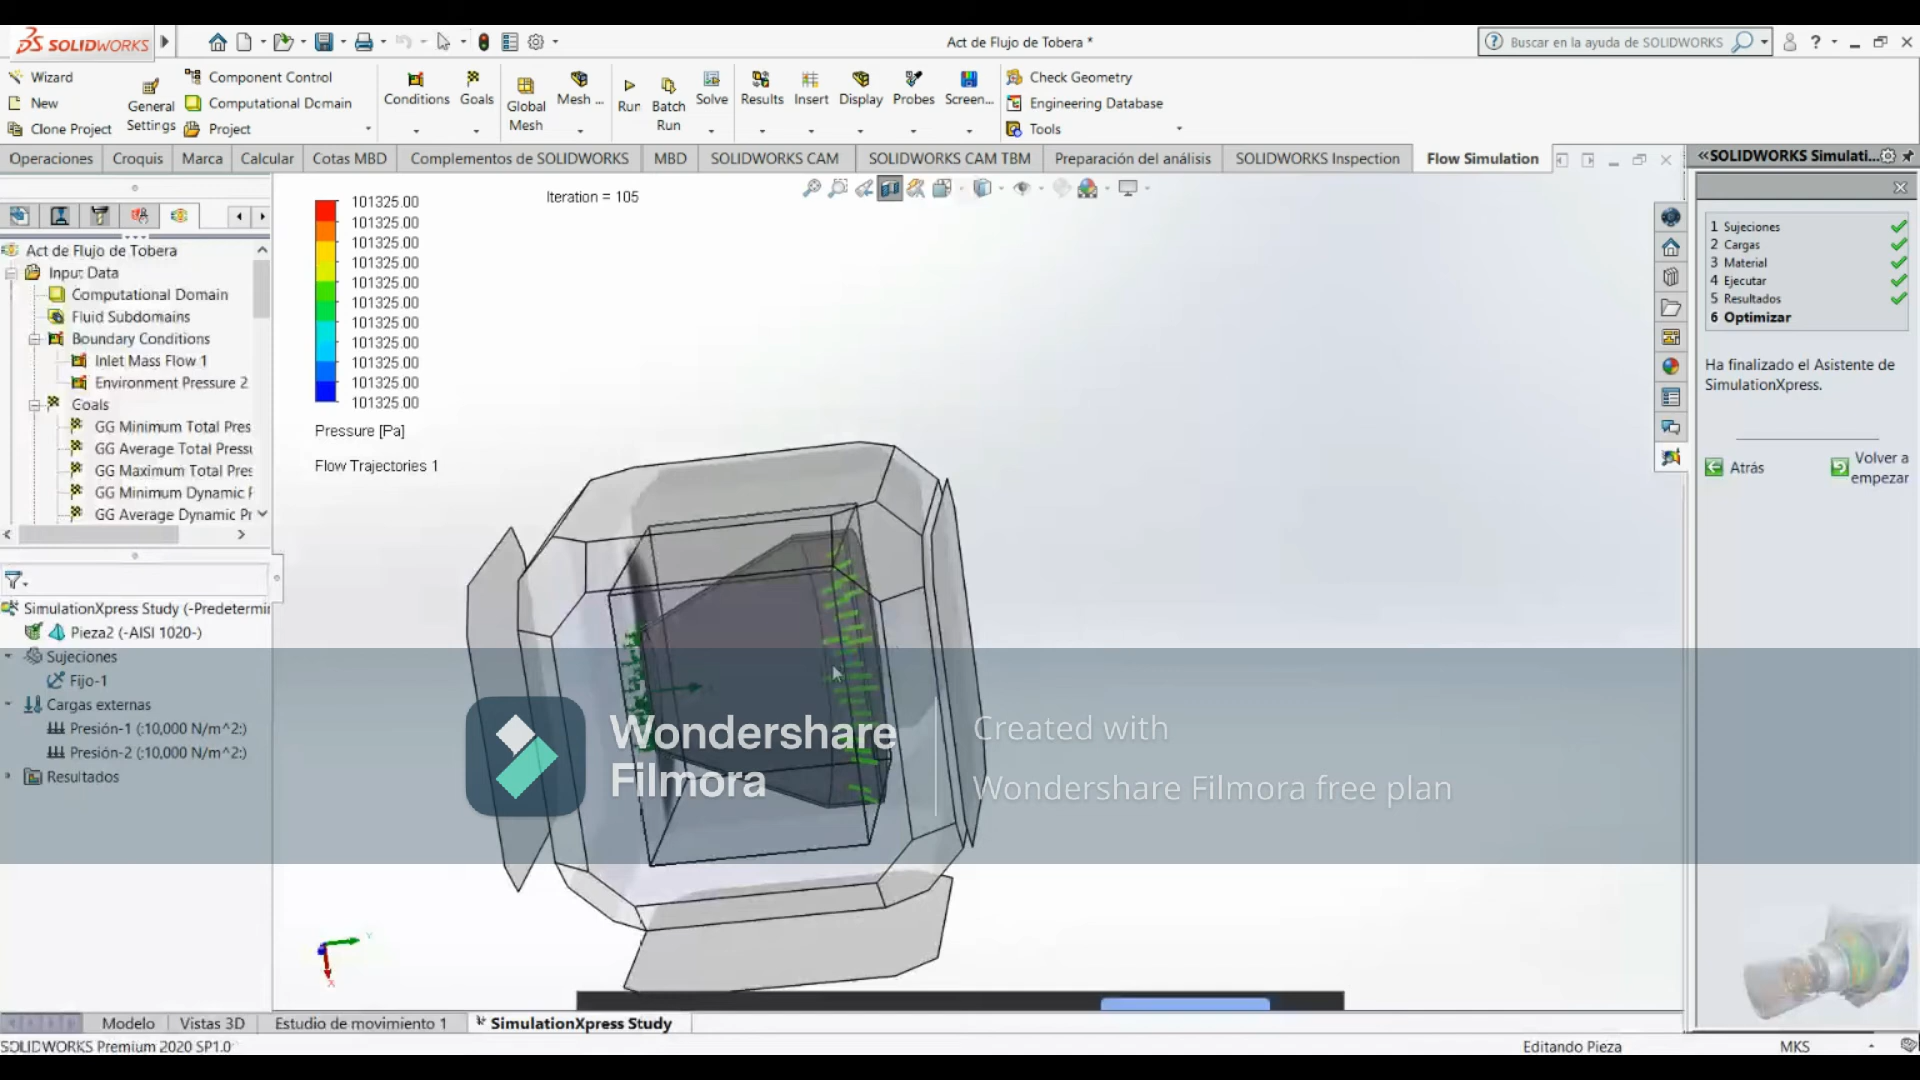 SOLIDWORKS
Act de Flujo de Tobera *
Buscar en la ayuda de SOLIDWORKS
?
Wizard
New
Clone Project
General
Settings
Component Control
Computational Domain
Project
Conditions
Goals
Global
Mesh
Mesh ...
Run
Batch
Run
Solve
Results
Insert
Display
Probes
Screen...
Check Geometry
Engineering Database
Tools
Operaciones
Croquis
Marca
Calcular
Cotas MBD
Complementos de SOLIDWORKS
MBD
SOLIDWORKS CAM
SOLIDWORKS CAM TBM
Preparación del análisis
SOLIDWORKS Inspection
Flow Simulation
«SOLIDWORKS Simulati...
Act de Flujo de Tobera
Input Data
Computational Domain
Fluid Subdomains
Boundary Conditions
Inlet Mass Flow 1
Environment Pressure 2
Goals
GG Minimum Total Pres
GG Average Total Pressu
GG Maximum Total Pres
GG Minimum Dynamic F
GG Average Dynamic Pr
SimulationXpress Study (-Predetermin
Pieza2 (-AISI 1020-)
Sujeciones
Fijo-1
Cargas externas
Presión-1 (:10,000 N/m^2:)
Presión-2 (:10,000 N/m^2:)
Resultados
101325.00
101325.00
101325.00
101325.00
101325.00
101325.00
101325.00
101325.00
101325.00
101325.00
101325.00
Pressure [Pa]
Flow Trajectories 1
Iteration = 105
Wondershare
Filmora
Created with
Wondershare Filmora free plan
1 Sujeciones
2 Cargas
3 Material
4 Ejecutar
5 Resultados
6 Optimizar
Ha finalizado el Asistente de
SimulationXpress.
Atrás
Volver a
empezar
Y
X
Modelo
Vistas 3D
Estudio de movimiento 1
SimulationXpress Study
SOLIDWORKS Premium 2020 SP1.0
Editando Pieza
MKS